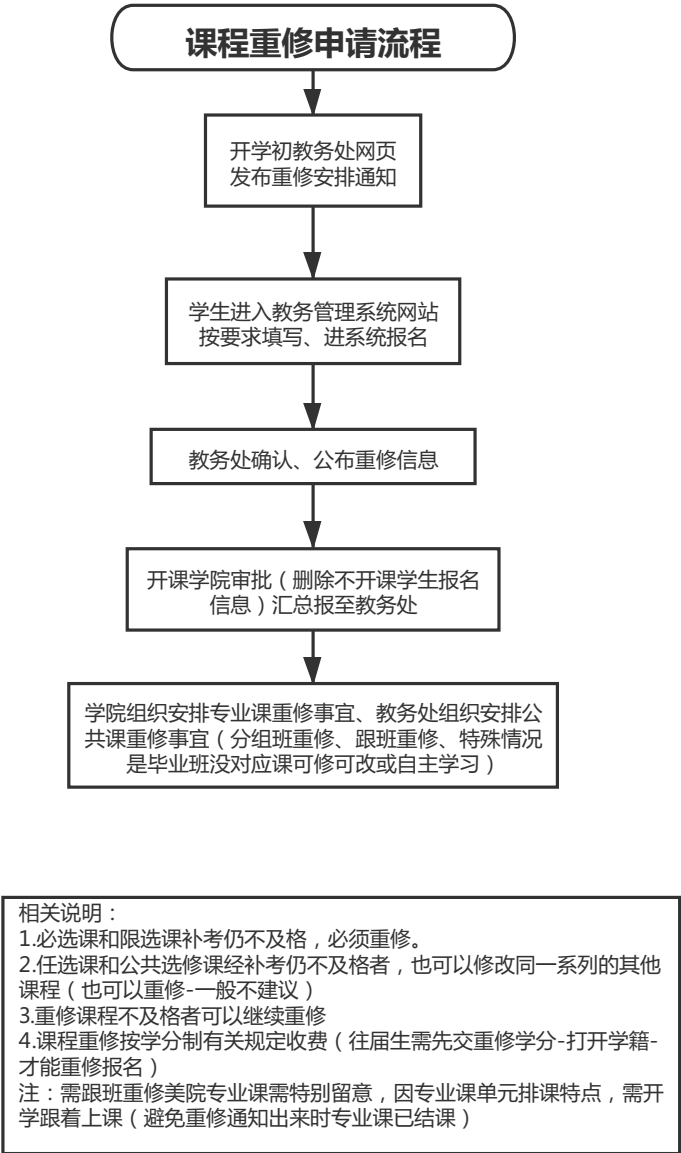 课程重修申请流程
开学初教务处网页
发布重修安排通知
学生进入教务管理系统网站
按要求填写、进系统报名
教务处确认、公布重修信息
开课学院审批（删除不开课学生报名
信息）汇总报至教务处
学院组织安排专业课重修事宜、教务处组织安排公
共课重修事宜（分组班重修、跟班重修、特殊情况
是毕业班没对应课可修可改或自主学习）
相关说明：
1.必选课和限选课补考仍不及格，必须重修。
2.任选课和公共选修课经补考仍不及格者，也可以修改同一系列的其他
课程（也可以重修-一般不建议）
3.重修课程不及格者可以继续重修
4.课程重修按学分制有关规定收费（往届生需先交重修学分-打开学籍-
才能重修报名）
注：需跟班重修美院专业课需特别留意，因专业课单元排课特点，需开
学跟着上课（避免重修通知出来时专业课已结课）